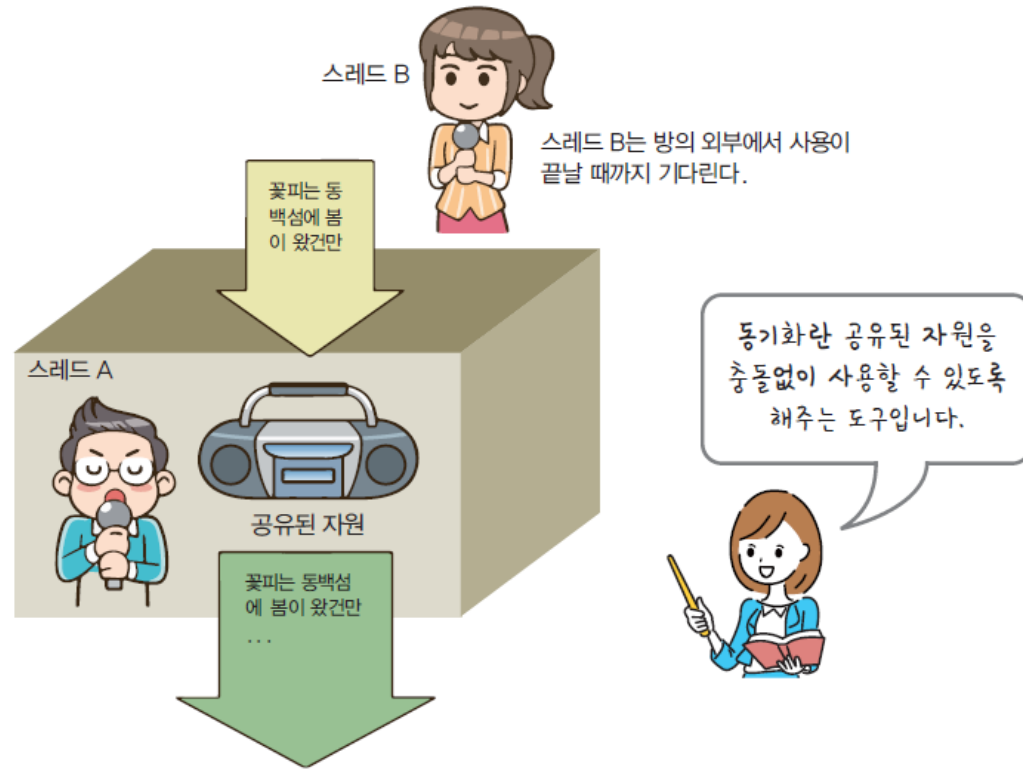 스레드 B
스레드 B는 방의 외부에서 사용이
끝날 때까지 기다린다.
꽃피는 동
백섬에 봄
이 왔건만
스레드 A
공유된 자원
꽃피는 동백섬
에 봄이 왔건만
...
동기화란 공유된 자원을
충돌없이 사용할 수 있도록
해주는 도구입니다.